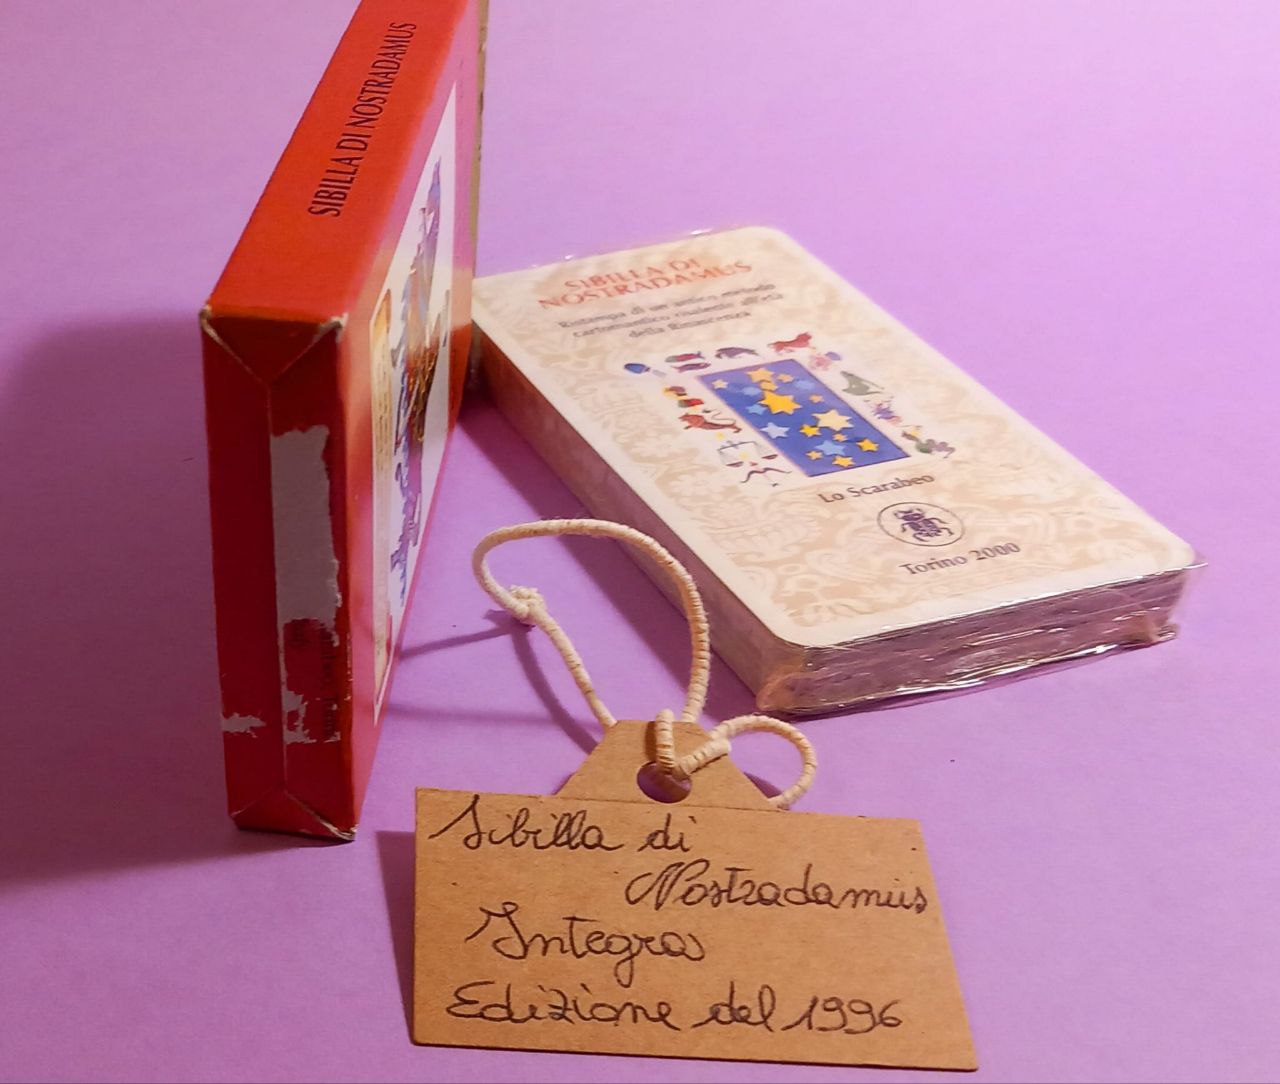 SIBILLA DI NOSTRADAMUS
SIBILLA DI
NOSTRADAMUS
Ristampa di un antico metodo
cartomantico risalente all'età
della Rinascenza
Lo Scarabeo
Torino 2000
Sibilla di
Nostradamus
Integra
Edizione del 1996